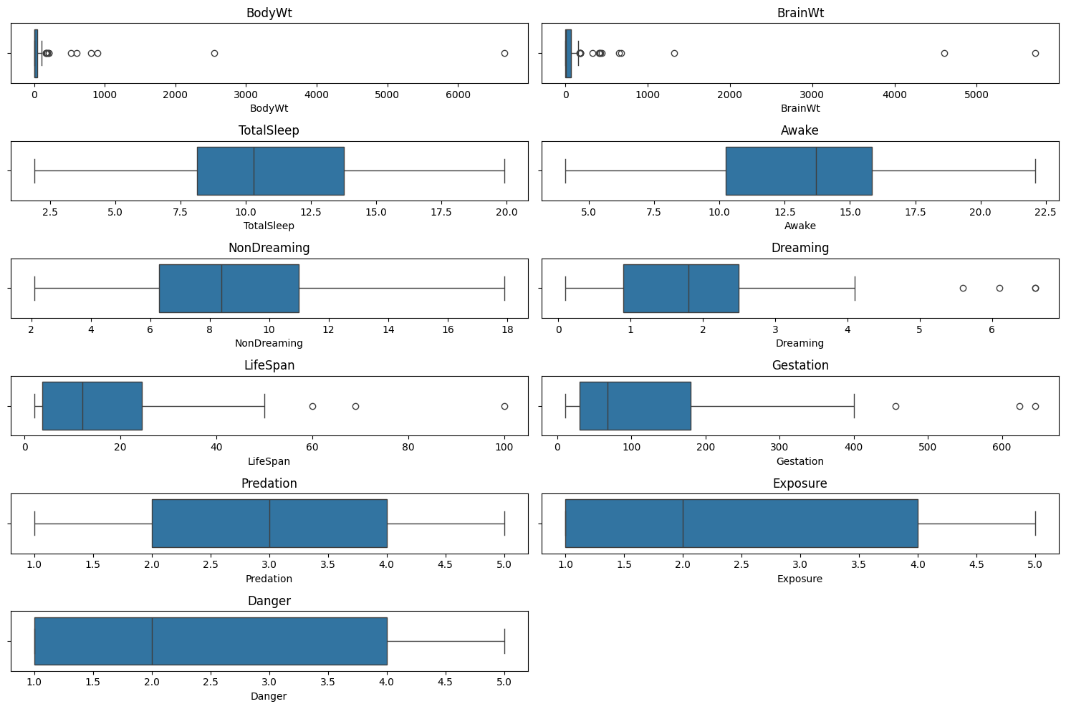 BodyWt
BrainWt
0 1000 2000 3000 4000 5000 6000
0 1000 2000 3000 4000 5000
BodyWt
BrainWt
TotalSleep
Awake
2.5 5.0 7.5 10.0 12.5 15.0 17.5 20.0
5.0 7.5 10.0 12.5 15.0 17.5 20.0 22.5
TotalSleep
Awake
NonDreaming
Dreaming
2 4 6 8 10 12 14 16 18
0 1 2 3 4 5 6
NonDreaming
Dreaming
LifeSpan
Gestation
0 20 40 60 80 100
0 100 200 300 400 500 600
LifeSpan
Gestation
Predation
Exposure
1.0 1.5 2.0 2.5 3.0 3.5 4.0 4.5 5.0
1.0 1.5 2.0 2.5 3.0 3.5 4.0 4.5 5.0
Predation
Exposure
Danger
1.0 1.5 2.0 2.5 3.0 3.5 4.0 4.5 5.0
Danger